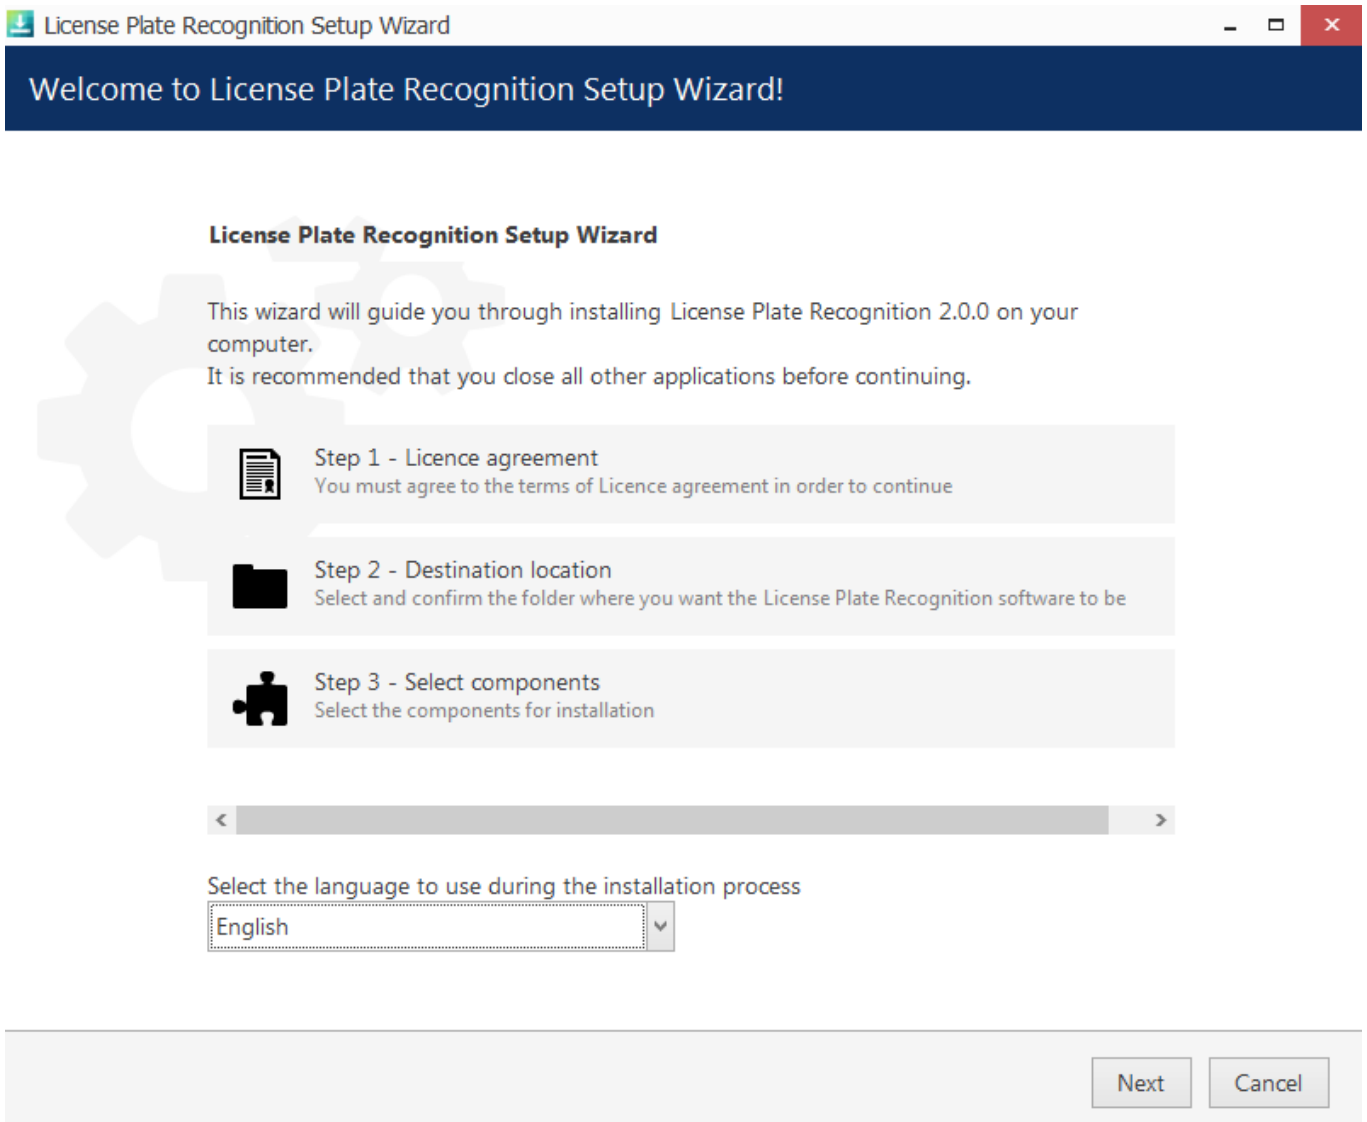 License Plate Recognition Setup Wizard
Welcome to License Plate Recognition Setup Wizard!
License Plate Recognition Setup Wizard
This wizard will guide you through installing License Plate Recognition 2.0.0 on your
computer.
It is recommended that you close all other applications before continuing.
Step 1 - Licence agreement
You must agree to the terms of Licence agreement in order to continue
Step 2 - Destination location
Select and confirm the folder where you want the License Plate Recognition software to be
Step 3 - Select components
Select the components for installation
Select the language to use during the installation process
English
Next
Cancel